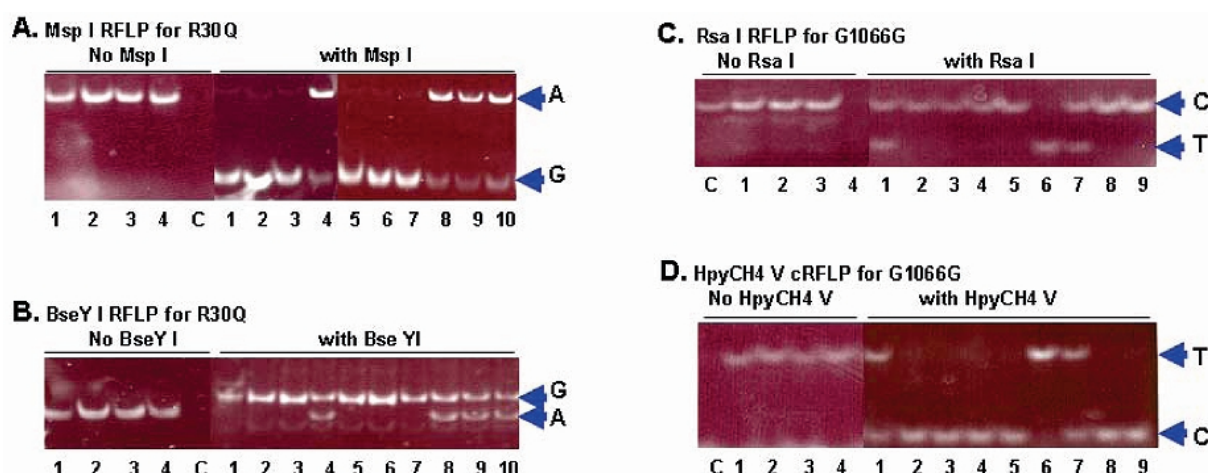 A. Msp I RFLP for R30Q
No Msp I with Msp I
A
G
1 2 3 4 C 1 2 3 4 5 6 7 8 9 10
B. BseY I RFLP for R30Q
No BseY I with Bse YI
G
A
1 2 3 4 C 1 2 3 4 5 6 7 8 9 10
C. Rsa I RFLP for G1066G
No Rsa I with Rsa I
C
T
C 1 2 3 4 1 2 3 4 5 6 7 8 9
D. HpyCH4 V cRFLP for G1066G
No HpyCH4 V with HpyCH4 V
T
C
C 1 2 3 4 1 2 3 4 5 6 7 8 9